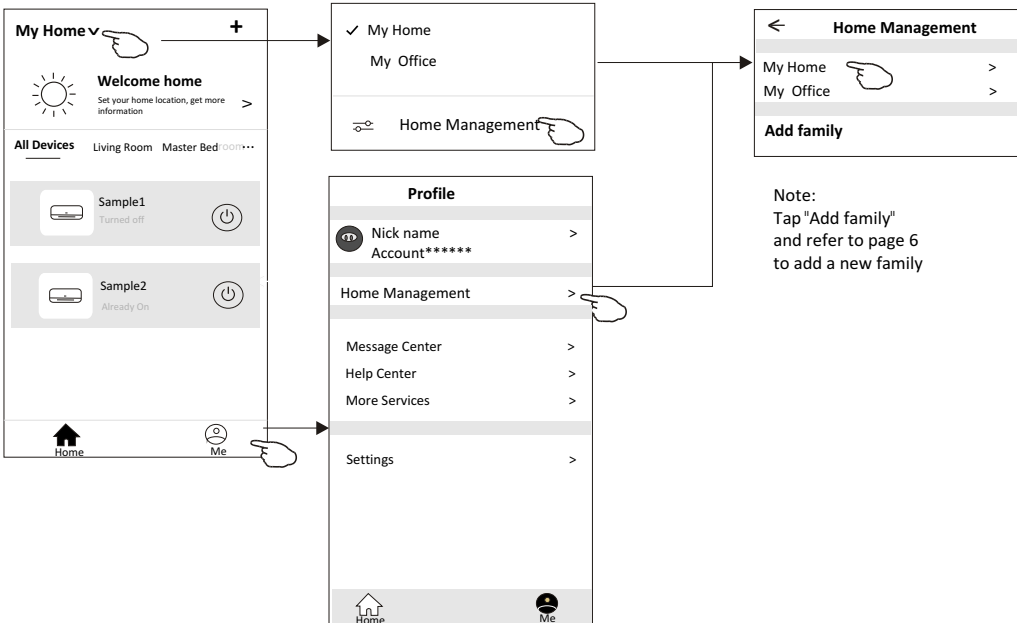 My Home
+
Welcome home
Set your home location, get more
information
>
All Devices Living Room Master Bedroom ...
Sample1
Turned off
Sample2
Already On
Home
Me
✓ My Home
My Office
Home Management
Profile
Nick name >
Account******
Home Management >
Message Center >
Help Center >
More Services >
Settings >
Home
Me
Home Management
My Home >
My Office >
Add family
Note:
Tap "Add family"
and refer to page 6
to add a new family